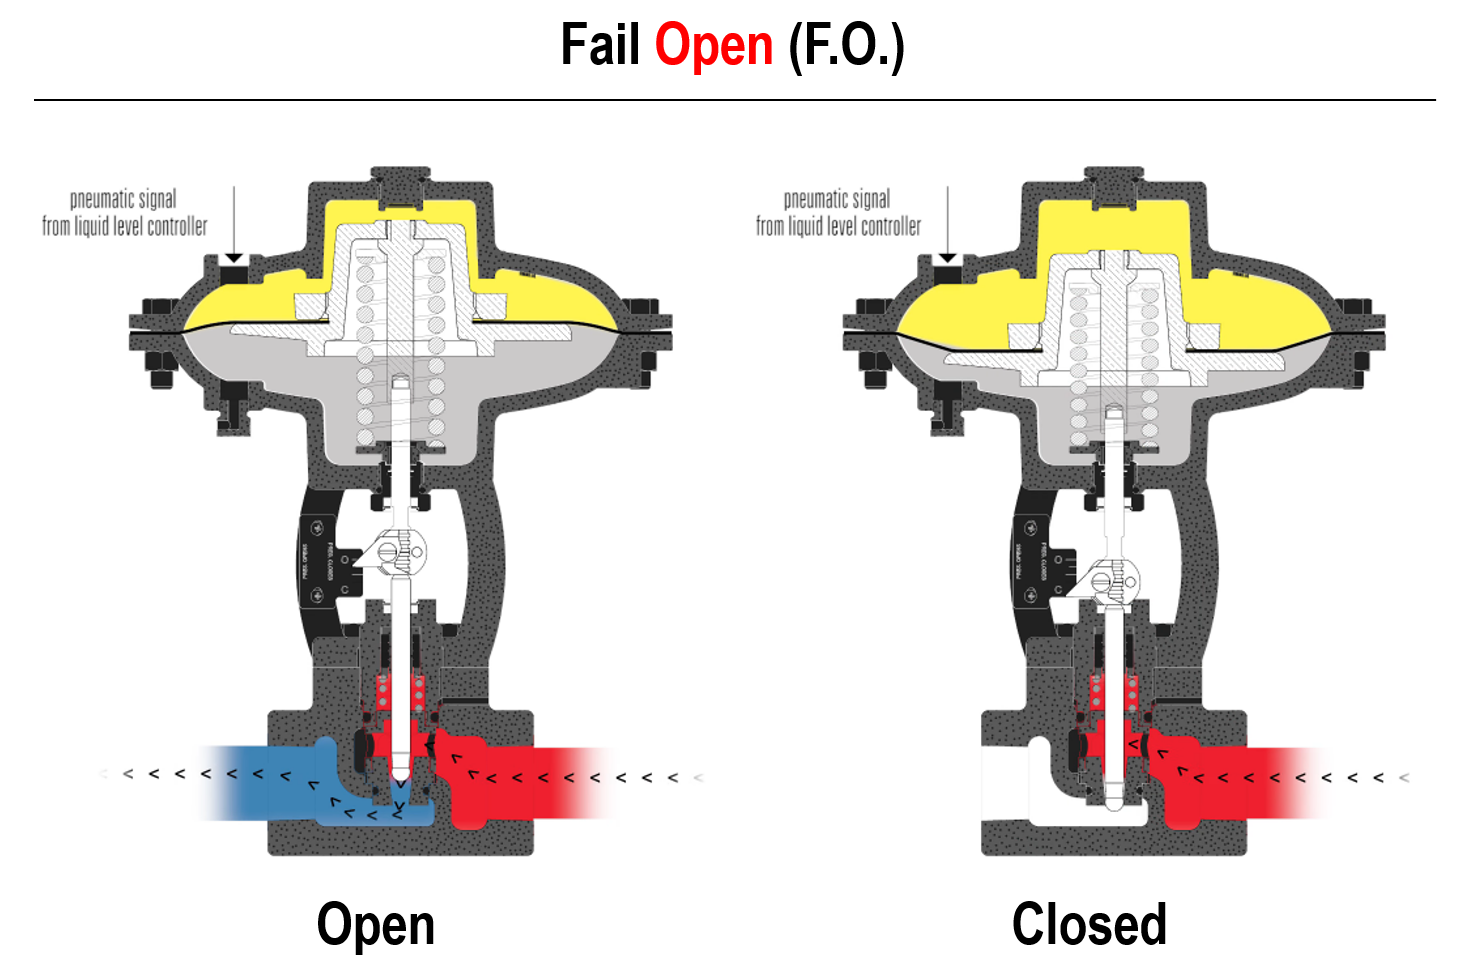 Fail Open (F.O.)
pneumatic signal
from liquid level controller
pneumatic signal
from liquid level controller
Open
Closed